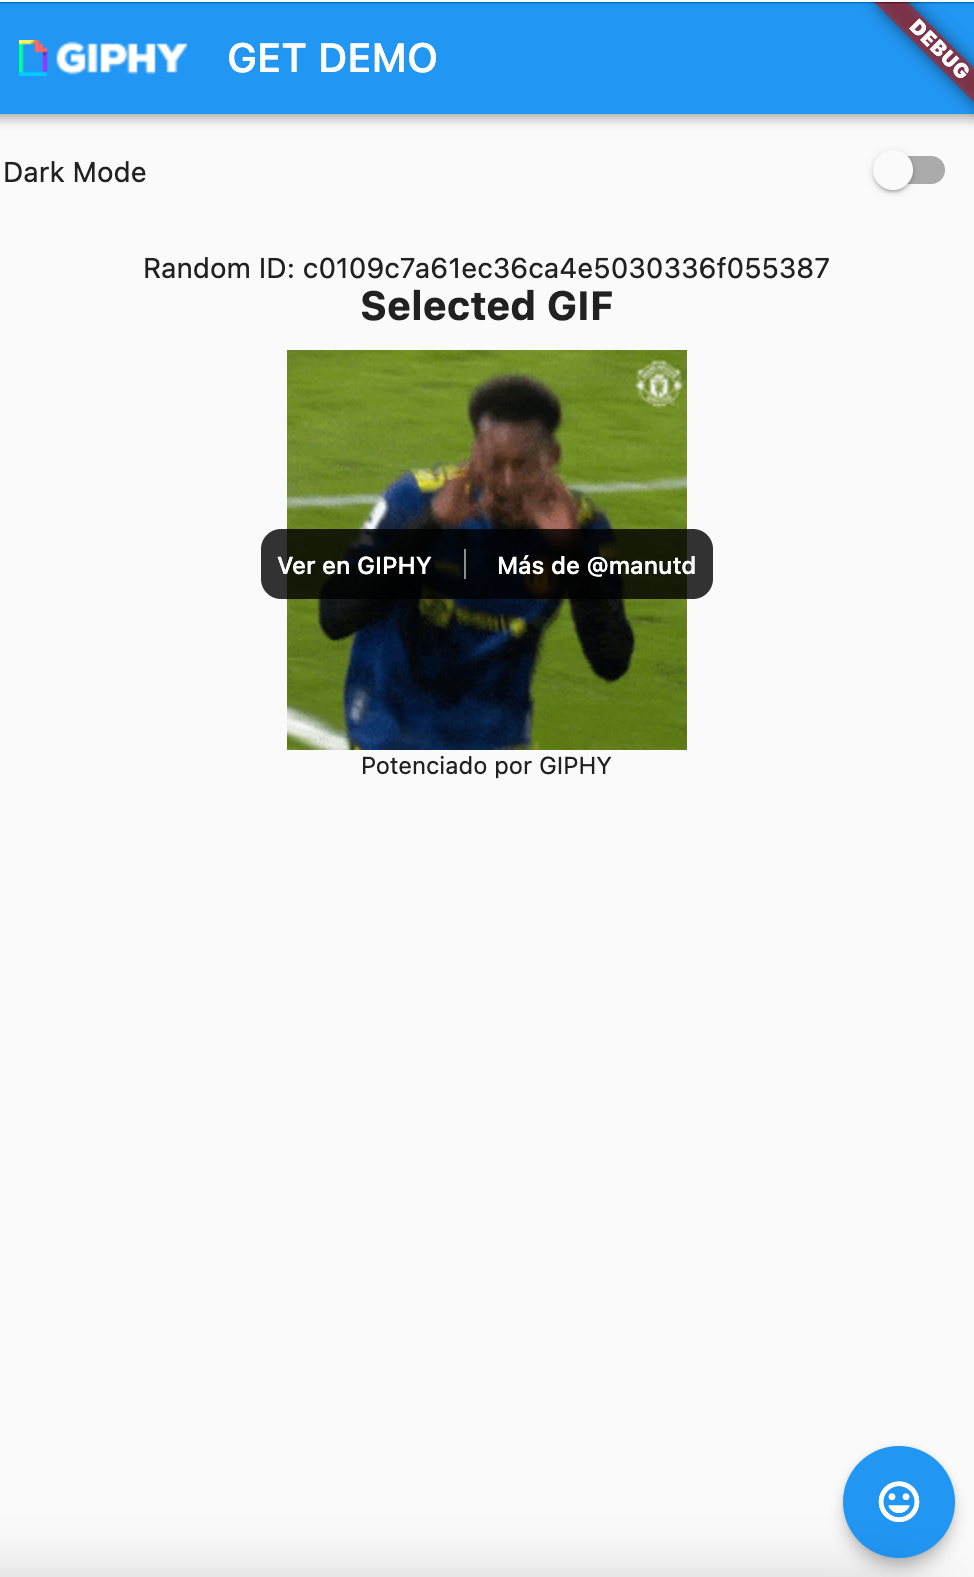 GIPHY GET DEMO
DEBUG
Dark Mode
Random ID: c0109c7a61ec36ca4e5030336f055387
Selected GIF
Ver en GIPHY | Más de @manutd
Potenciado por GIPHY